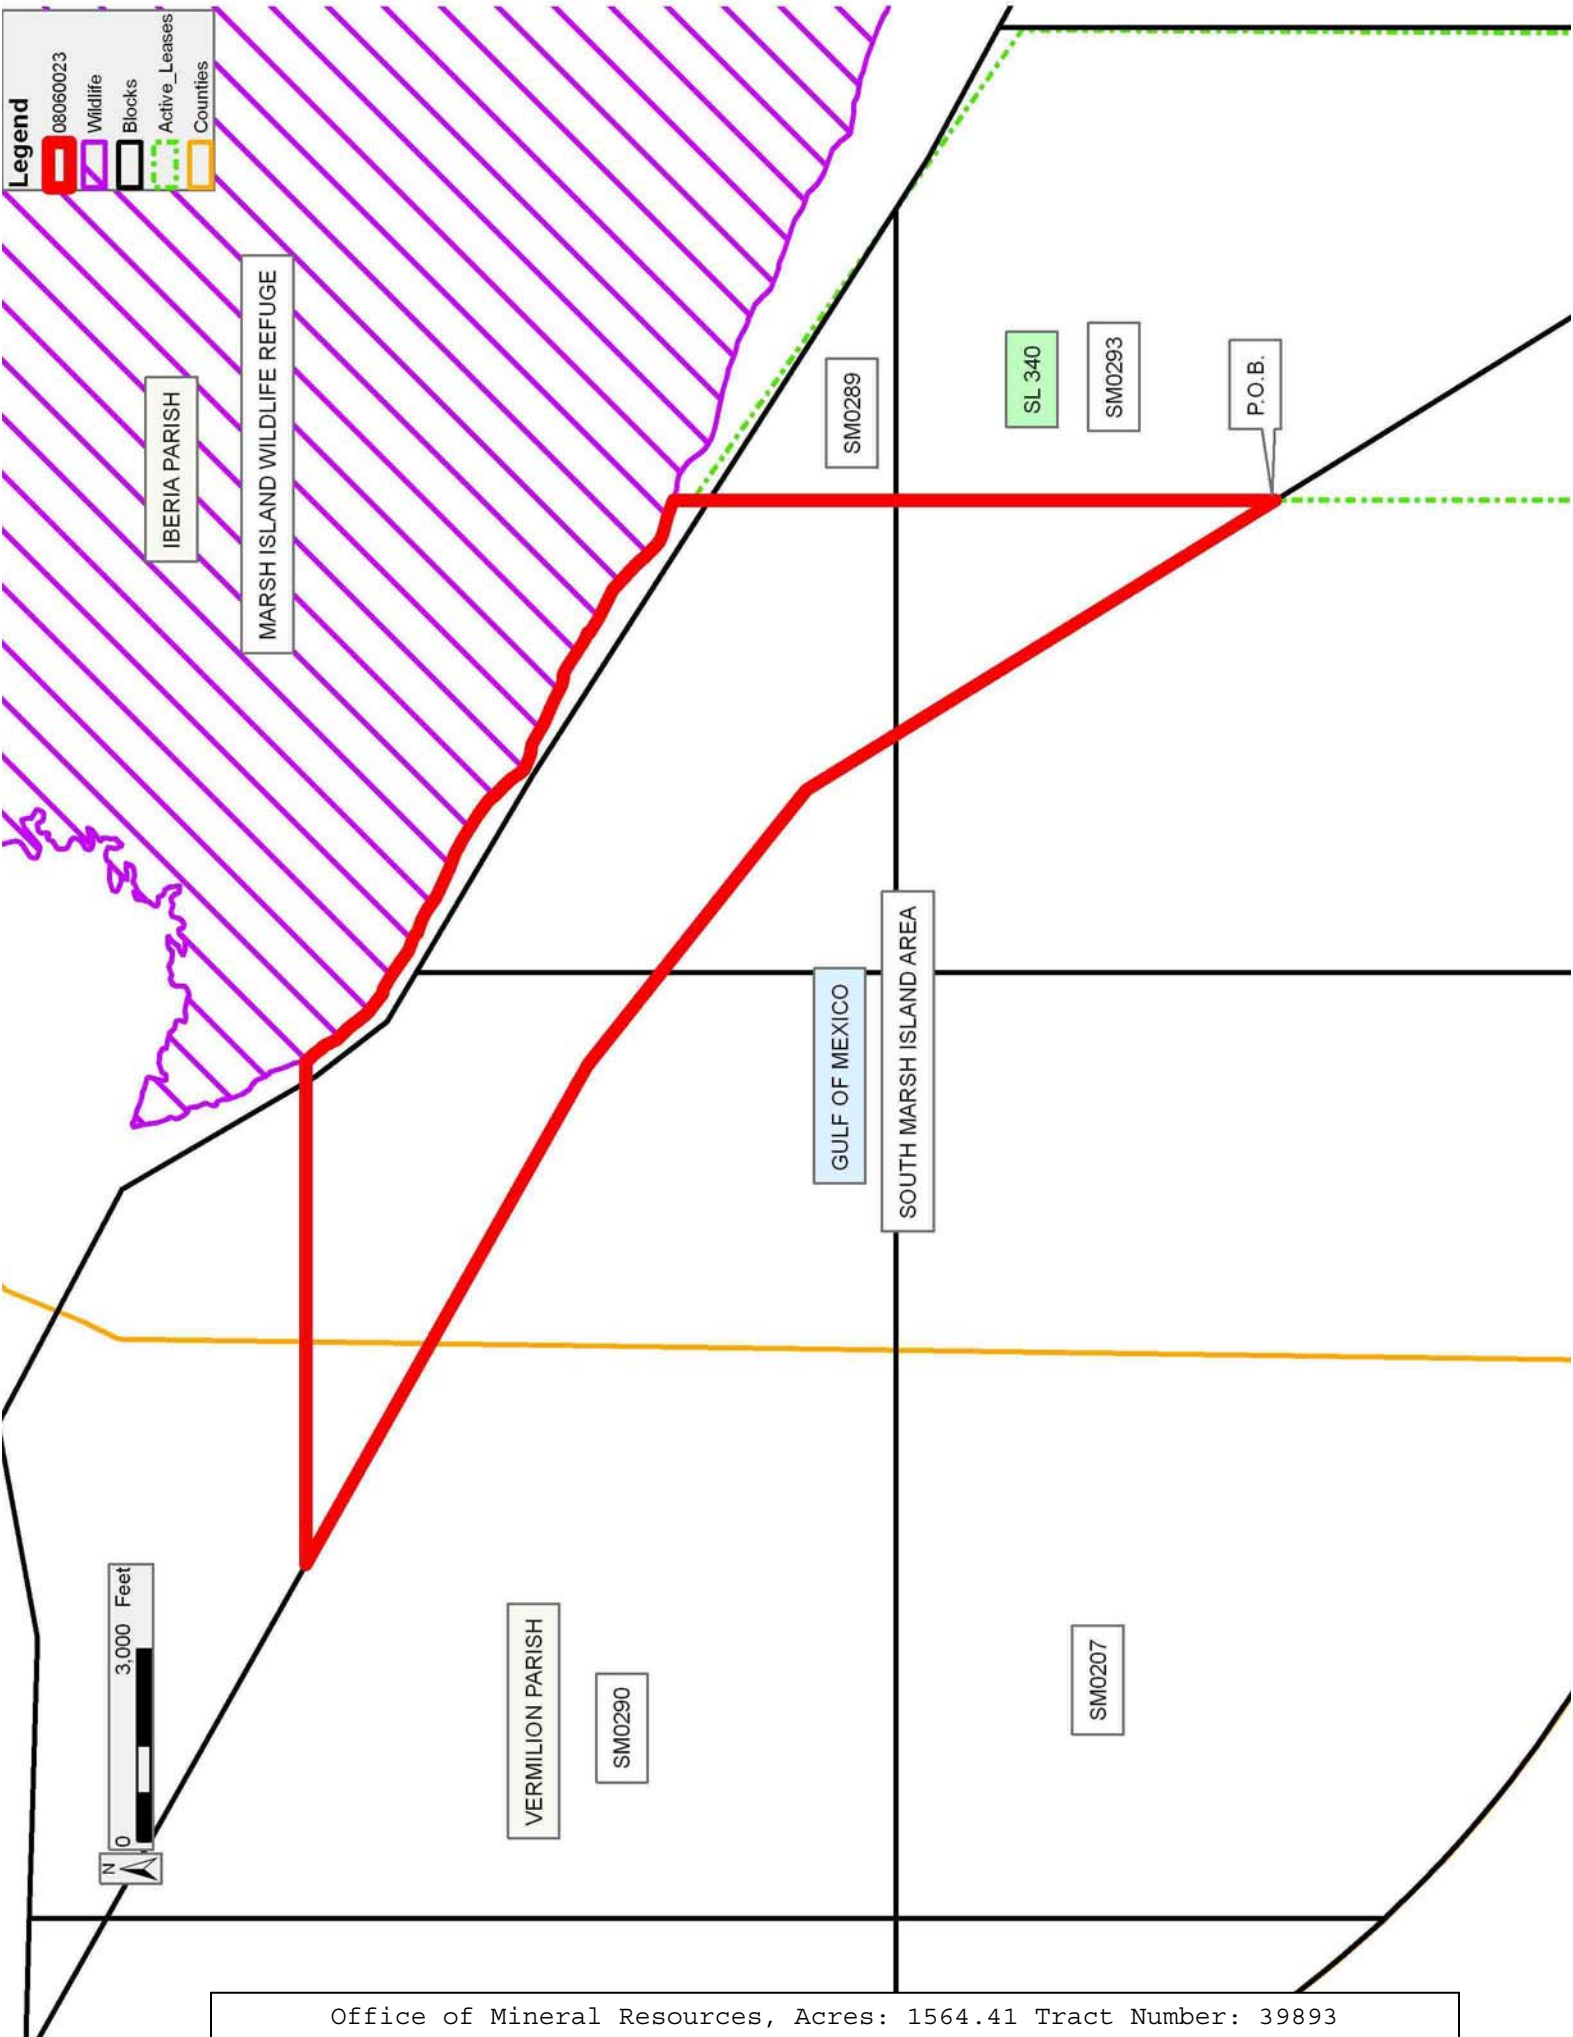 Legend
08060023
Wildlife
Blocks
Active_Leases
Counties
IBERIA PARISH
MARSH ISLAND WILDLIFE REFUGE
SM0289
SL 340
SM0293
P.O.B.
GULF OF MEXICO
SOUTH MARSH ISLAND AREA
N
0 3,000 Feet
VERMILION PARISH
SM0290
SM0207
Office of Mineral Resources, Acres: 1564.41 Tract Number: 39893